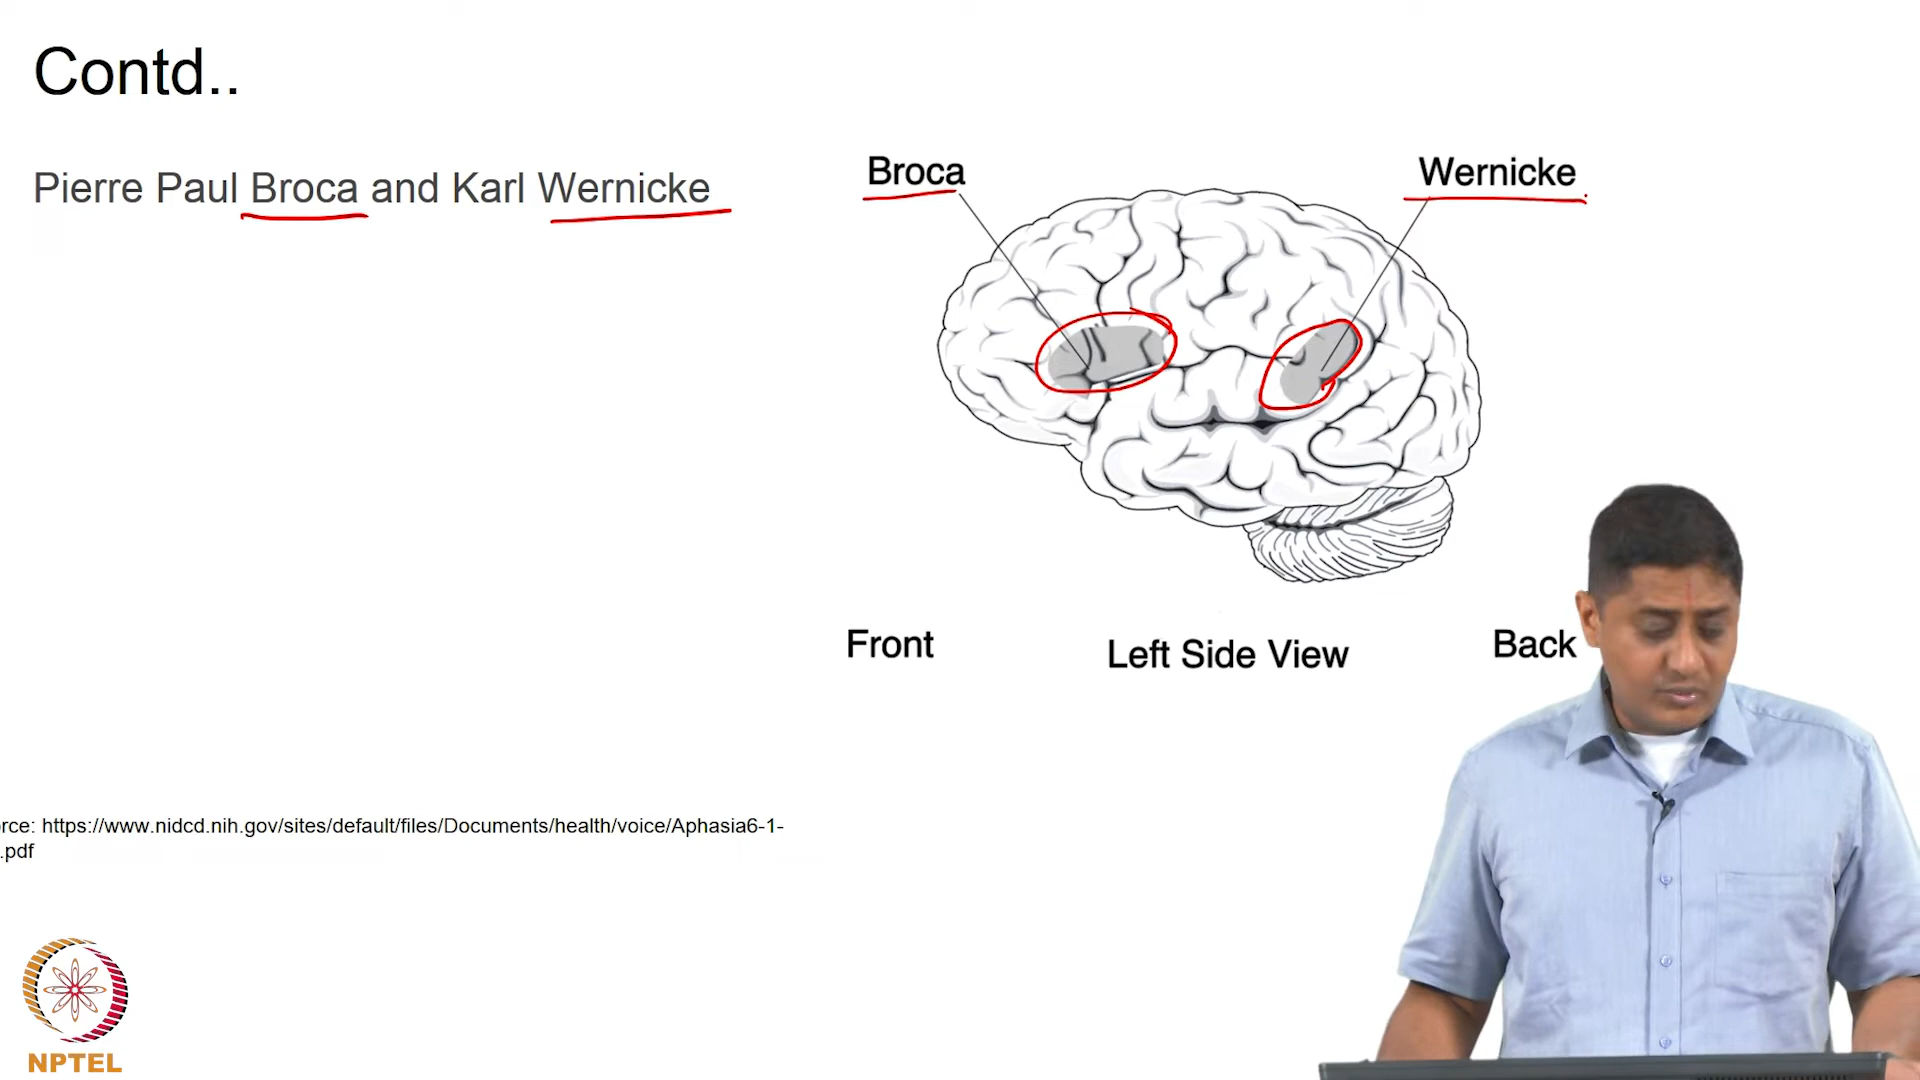 Contd..
Pierre Paul Broca and Karl Wernicke
Broca
Wernicke
Front
Left Side View
Back
rce: https://www.nidcd.nih.gov/sites/default/files/Documents/health/voice/Aphasia6-1-
.pdf
NPTEL